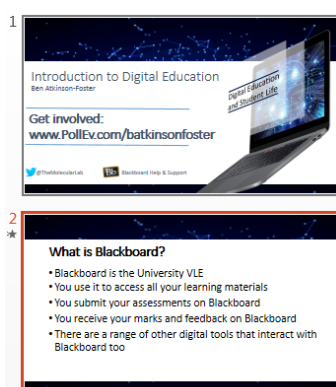 1
Introduction to Digital Education
Ben Atkinson-Foster
Digital Education
and Student Life
Get involved:
www.PollEv.com/batkinsonfoster
@TheMolecularLab
Bb
Blackboard Help & Support
2
What is Blackboard?
• Blackboard is the University VLE
• You use it to access all your learning materials
• You submit your assessments on Blackboard
• You receive your marks and feedback on Blackboard
• There are a range of other digital tools that interact with
Blackboard too